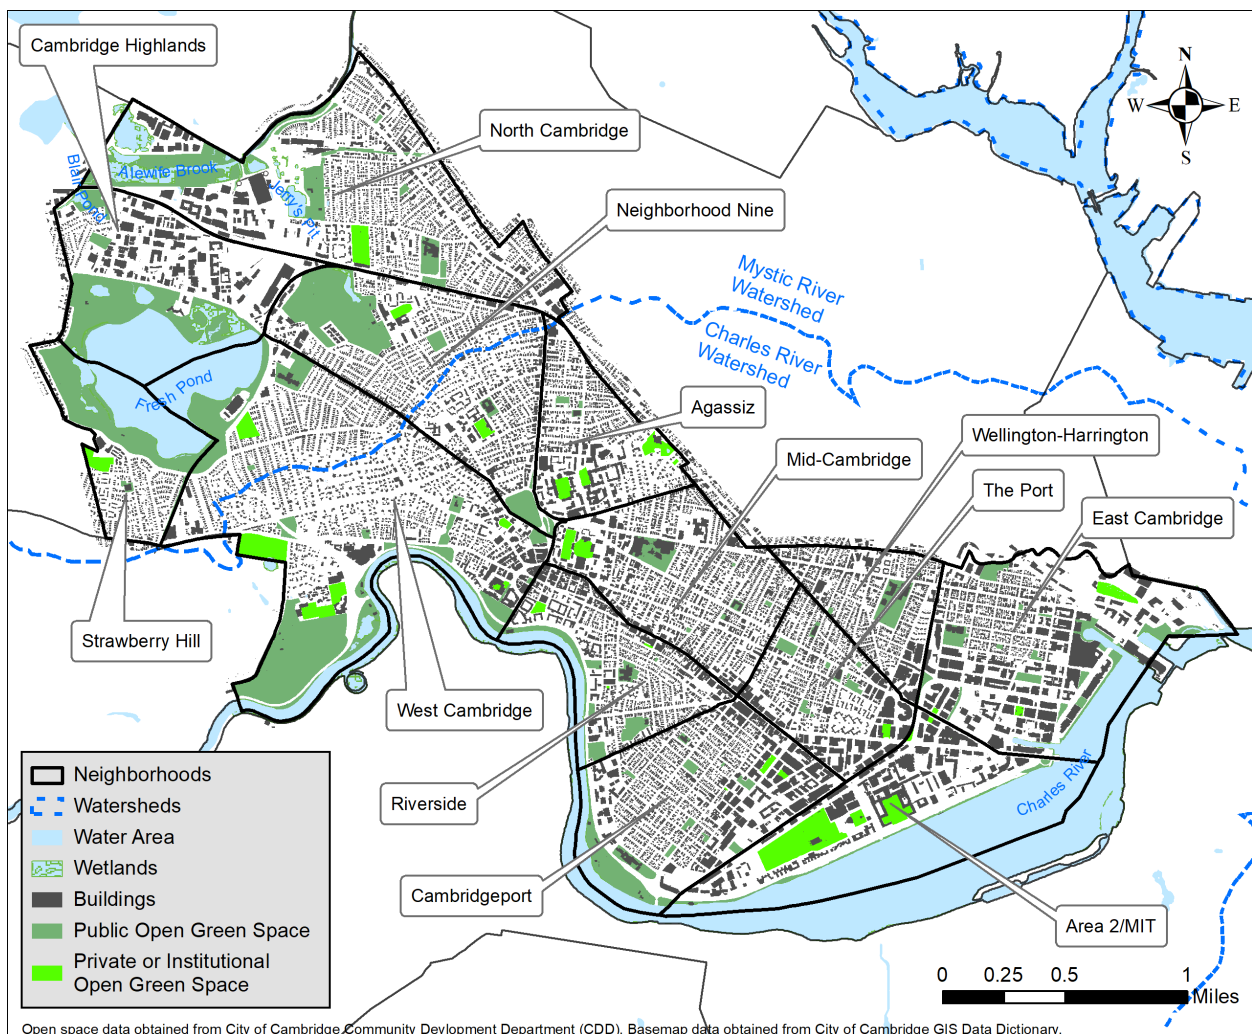 Cambridge Highlands
N
W
E
S
North Cambridge
Alewife Brook
Blair Pond
Jerry's Pit
Neighborhood Nine
Mystic River
Watershed
Charles River
Watershed
Fresh Pond
Agassiz
Wellington-Harrington
Mid-Cambridge
The Port
East Cambridge
Strawberry Hill
West Cambridge
Riverside
Charles River
Cambridgeport
Area 2/MIT
Neighborhoods
Watersheds
Water Area
Wetlands
Buildings
Public Open Green Space
Private or Institutional
Open Green Space
0 0.25 0.5 1
Miles
Open space data obtained from City of Cambridge Community Devlopment Department (CDD). Basemap data obtained from City of Cambridge GIS Data Dictionary.